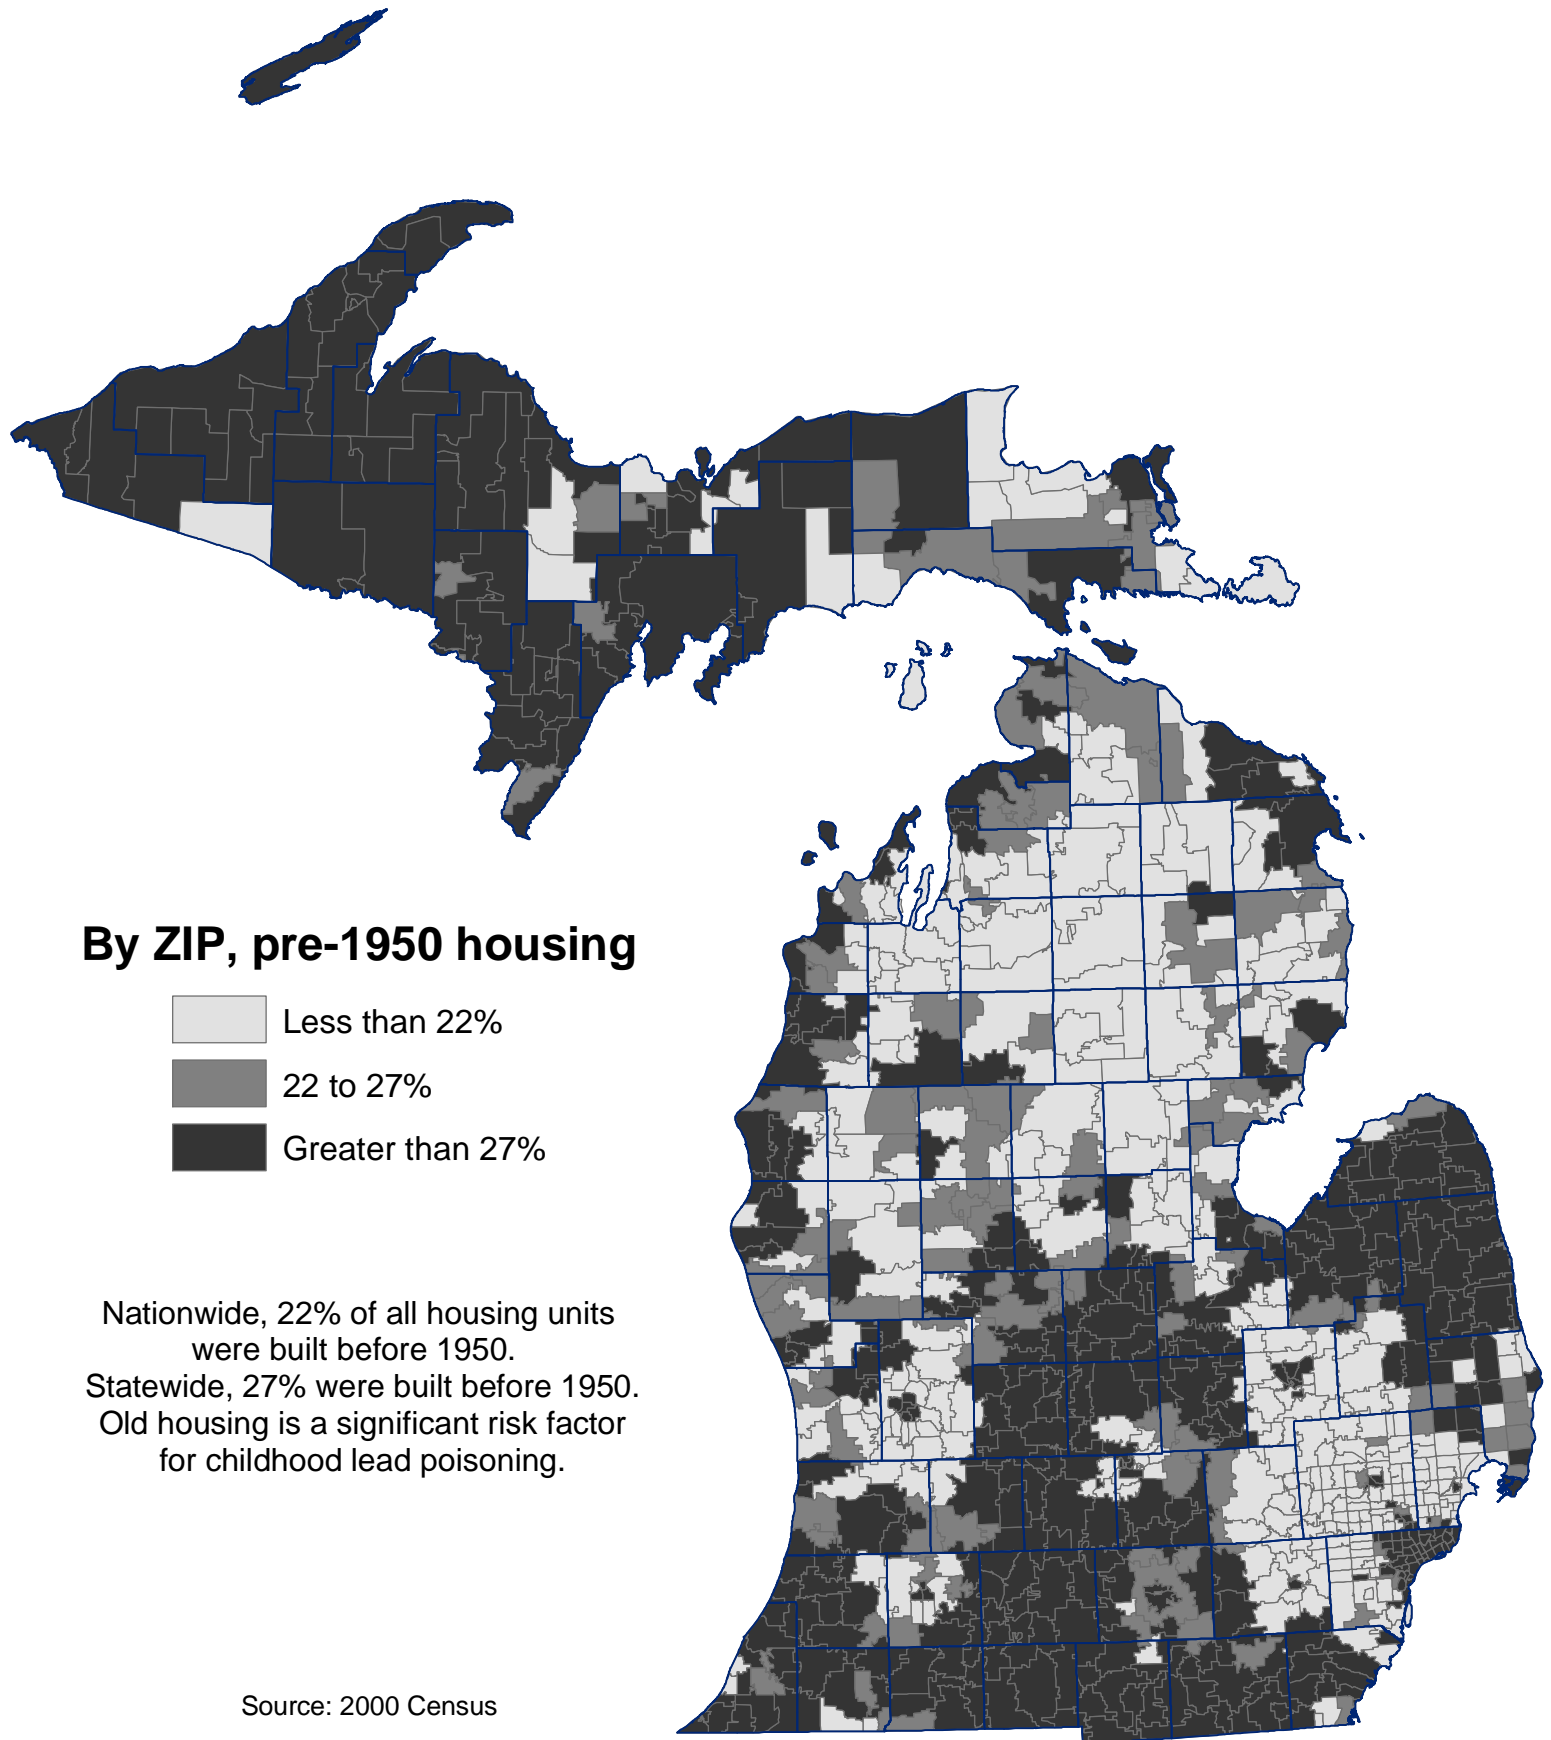 By ZIP, pre-1950 housing
Less than 22%
22 to 27%
Greater than 27%
Nationwide, 22% of all housing units
were built before 1950.
Statewide, 27% were built before 1950.
Old housing is a significant risk factor
for childhood lead poisoning.
Source: 2000 Census